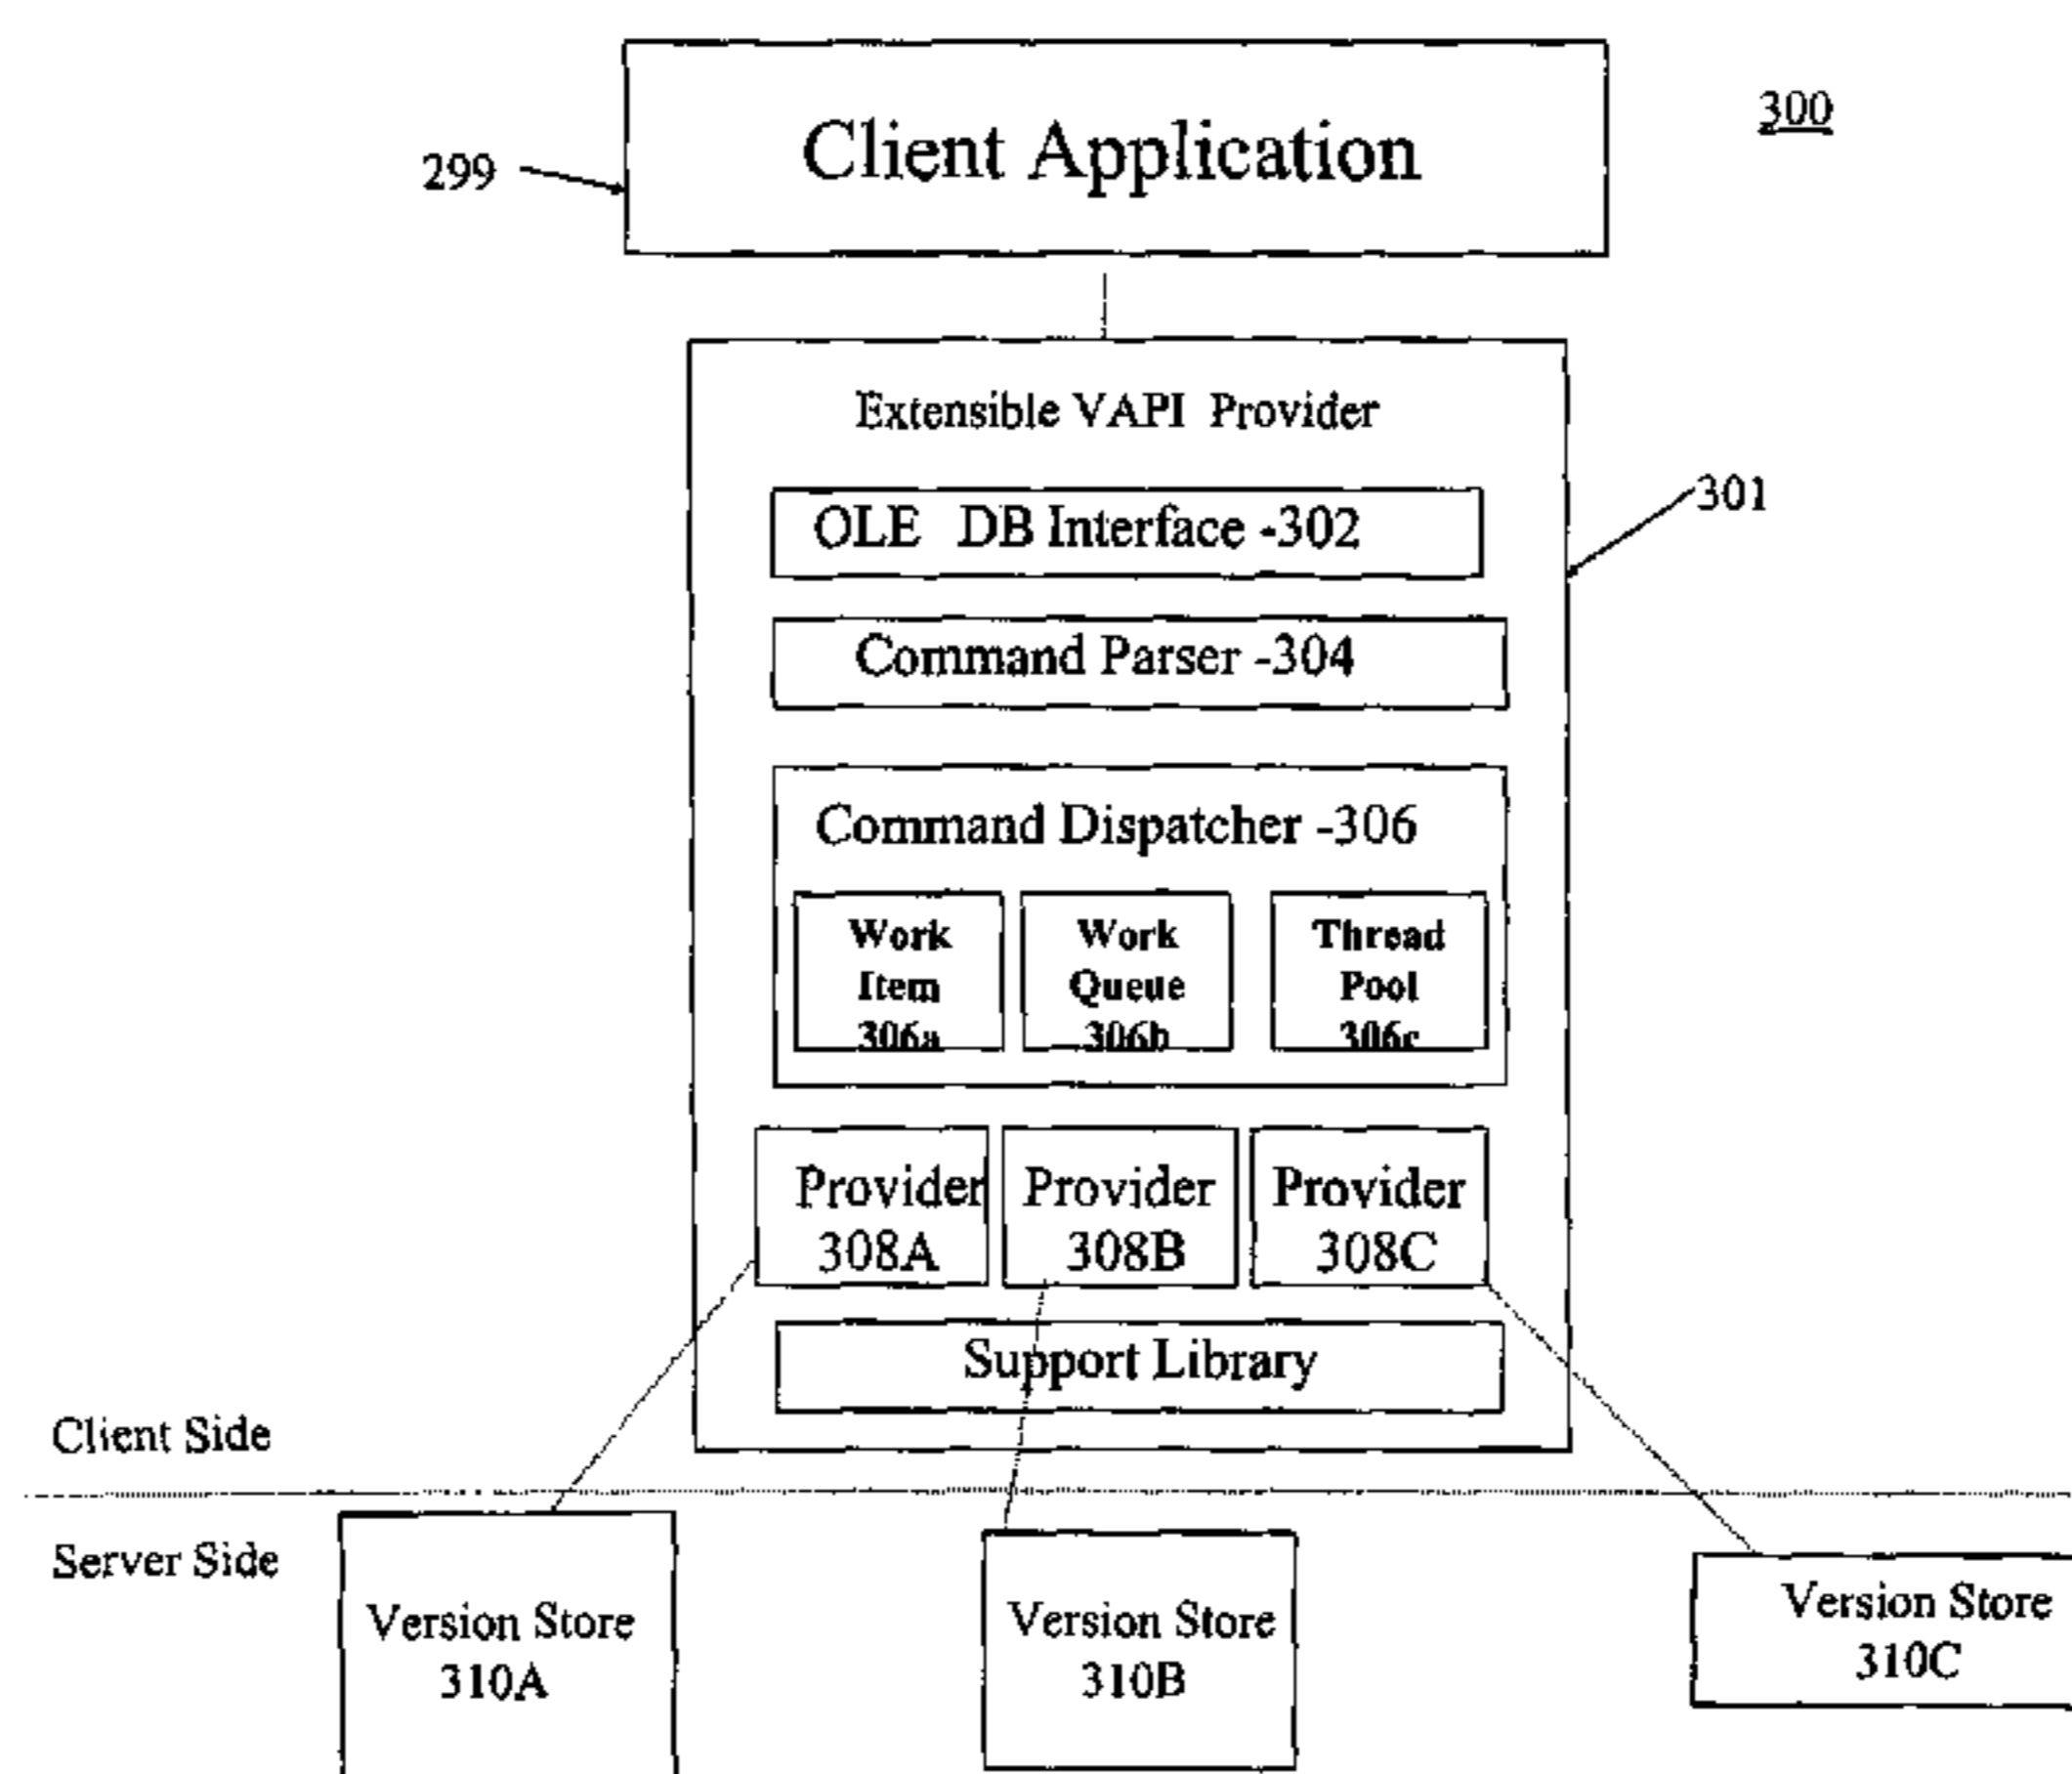 300
Client Application
299
Extensible VAPI Provider
301
OLE DB Interface -302
Command Parser -304
Command Dispatcher -306
Work
Item
306a
Work
Queue
306b
Thread
Pool
306c
Provider
308A
Provider
308B
Provider
308C
Support Library
Client Side
Server Side
Version Store
310A
Version Store
310B
Version Store
310C